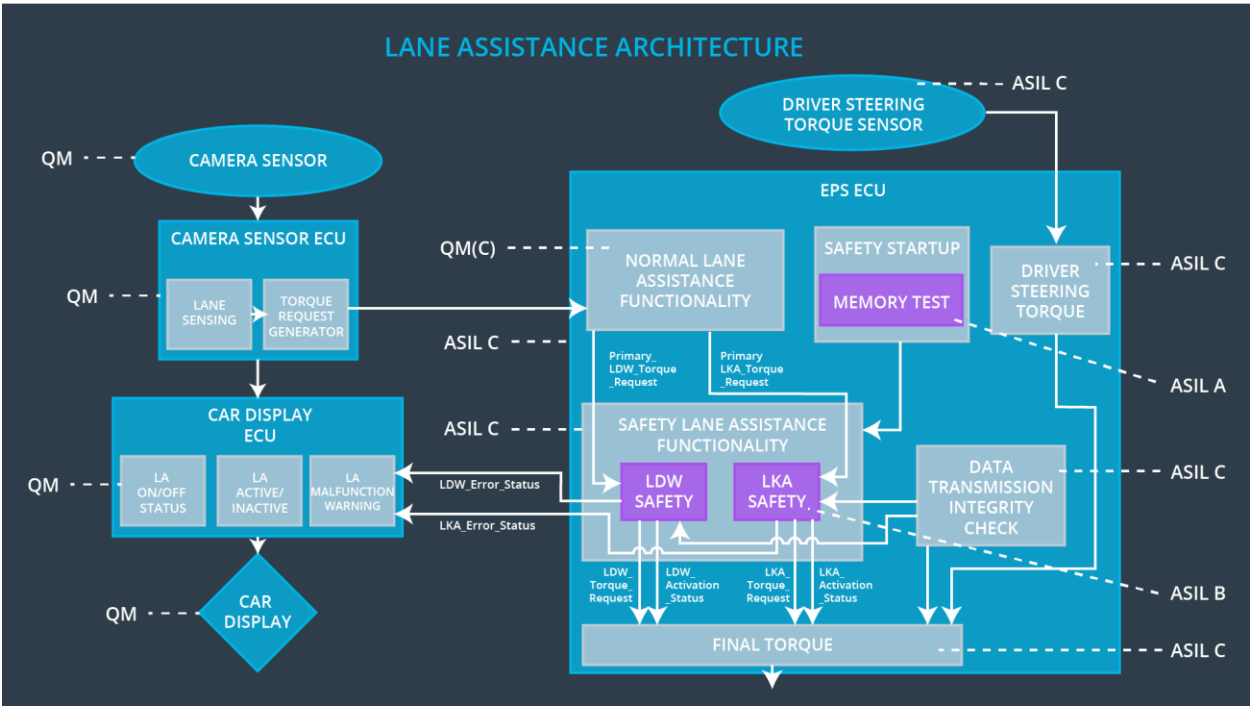 LANE ASSISTANCE ARCHITECTURE
ASIL C
DRIVER STEERING
TORQUE SENSOR
QM
CAMERA SENSOR
EPS ECU
CAMERA SENSOR ECU
QM(C)
NORMAL LANE
ASSISTANCE
FUNCTIONALITY
SAFETY STARTUP
MEMORY TEST
DRIVER
STEERING
TORQUE
ASIL C
QM
LANE
SENSING
TORQUE
REQUEST
GENERATOR
ASIL C
Primary_
LDW_Torque
_Request
Primary
LKA_Torque
_Request
ASIL A
CAR DISPLAY
ECU
ASIL C
SAFETY LANE ASSISTANCE
FUNCTIONALITY
QM
LA
ON/OFF
STATUS
LA
ACTIVE/
INACTIVE
LA
MALFUNCTION
WARNING
LDW_Error_Status
LKA_Error_Status
LDW
SAFETY
LKA
SAFETY
DATA
TRANSMISSION
INTEGRITY
CHECK
ASIL C
LDW_
Torque_
Request
LDW_
Activation
_Status
LKA_
Torque_
Request
LKA_
Activation
_Status
ASIL B
QM
CAR
DISPLAY
FINAL TORQUE
ASIL C